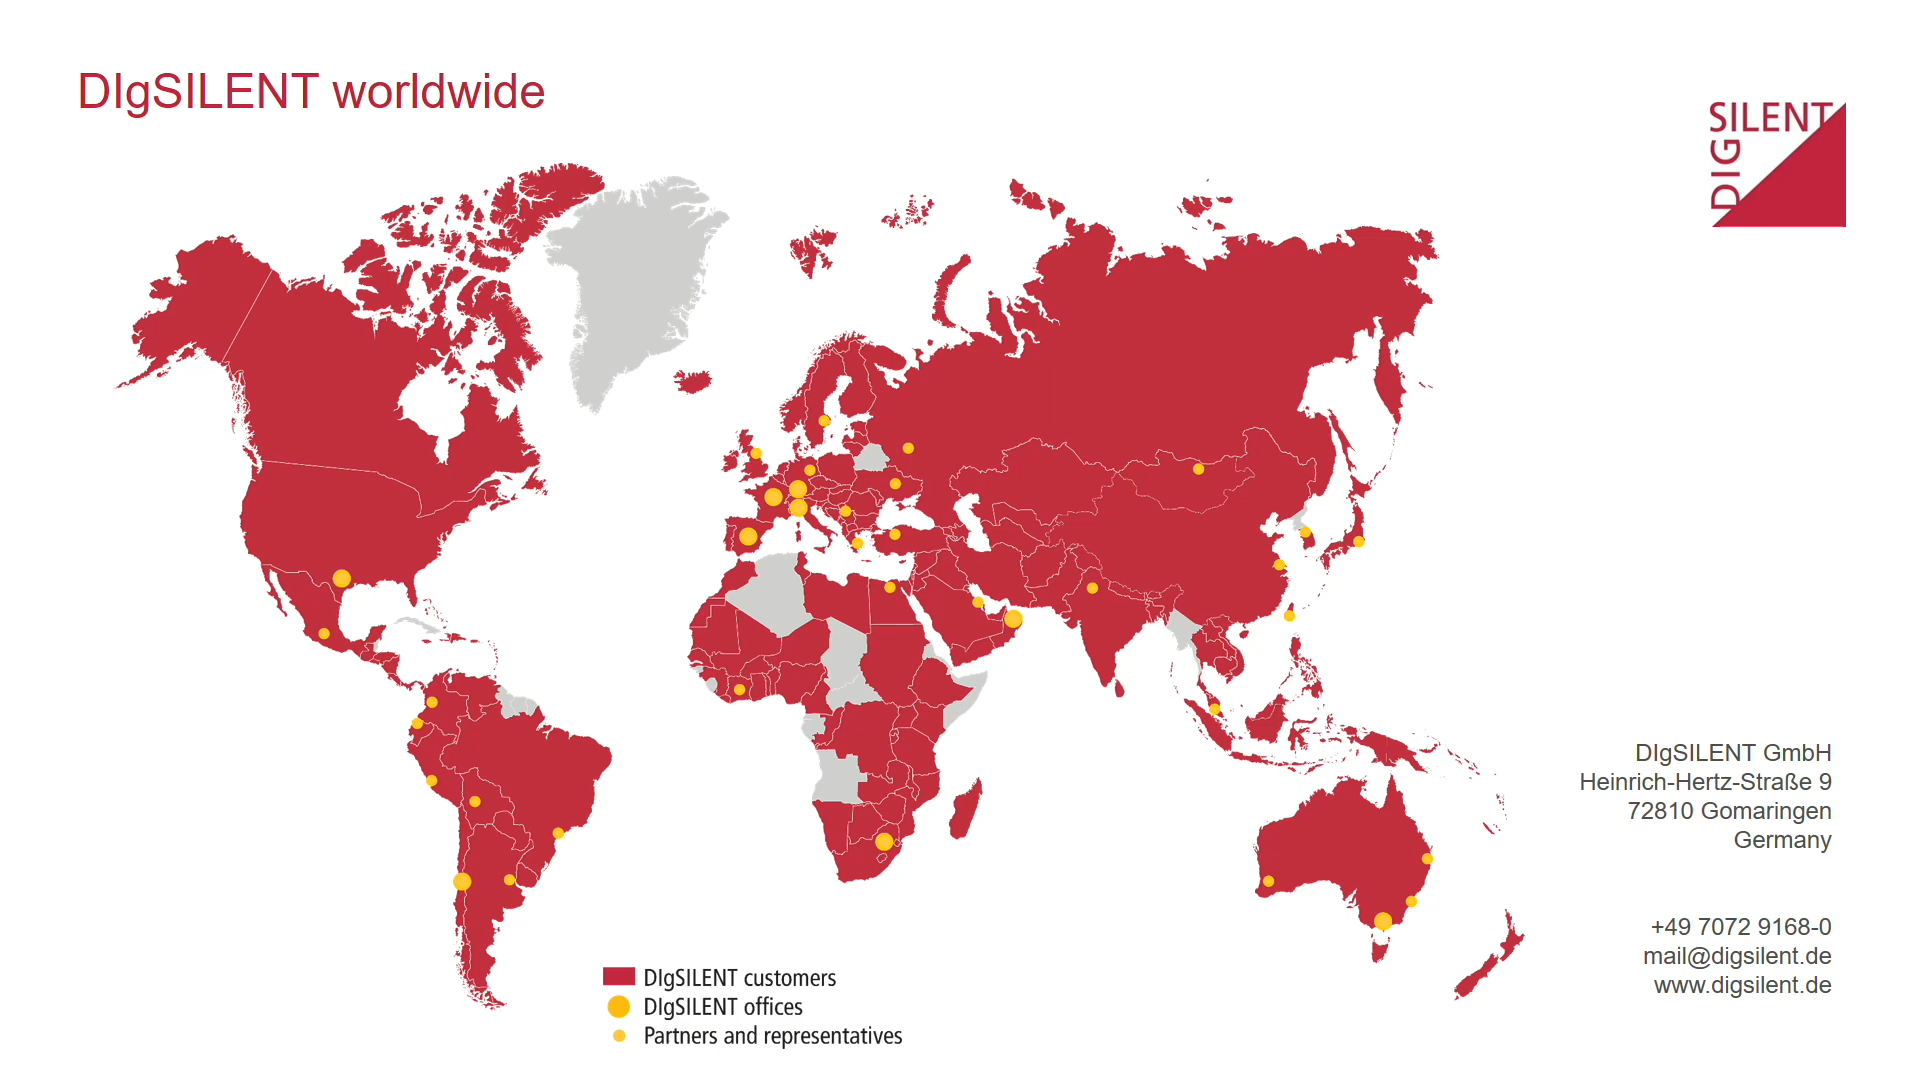 DIgSILENT worldwide
SILENT
DIG
DIgSILENT GmbH
Heinrich-Hertz-Straße 9
72810 Gomaringen
Germany
+49 7072 9168-0
mail@digsilent.de
www.digsilent.de
DIgSILENT customers
DIgSILENT offices
Partners and representatives